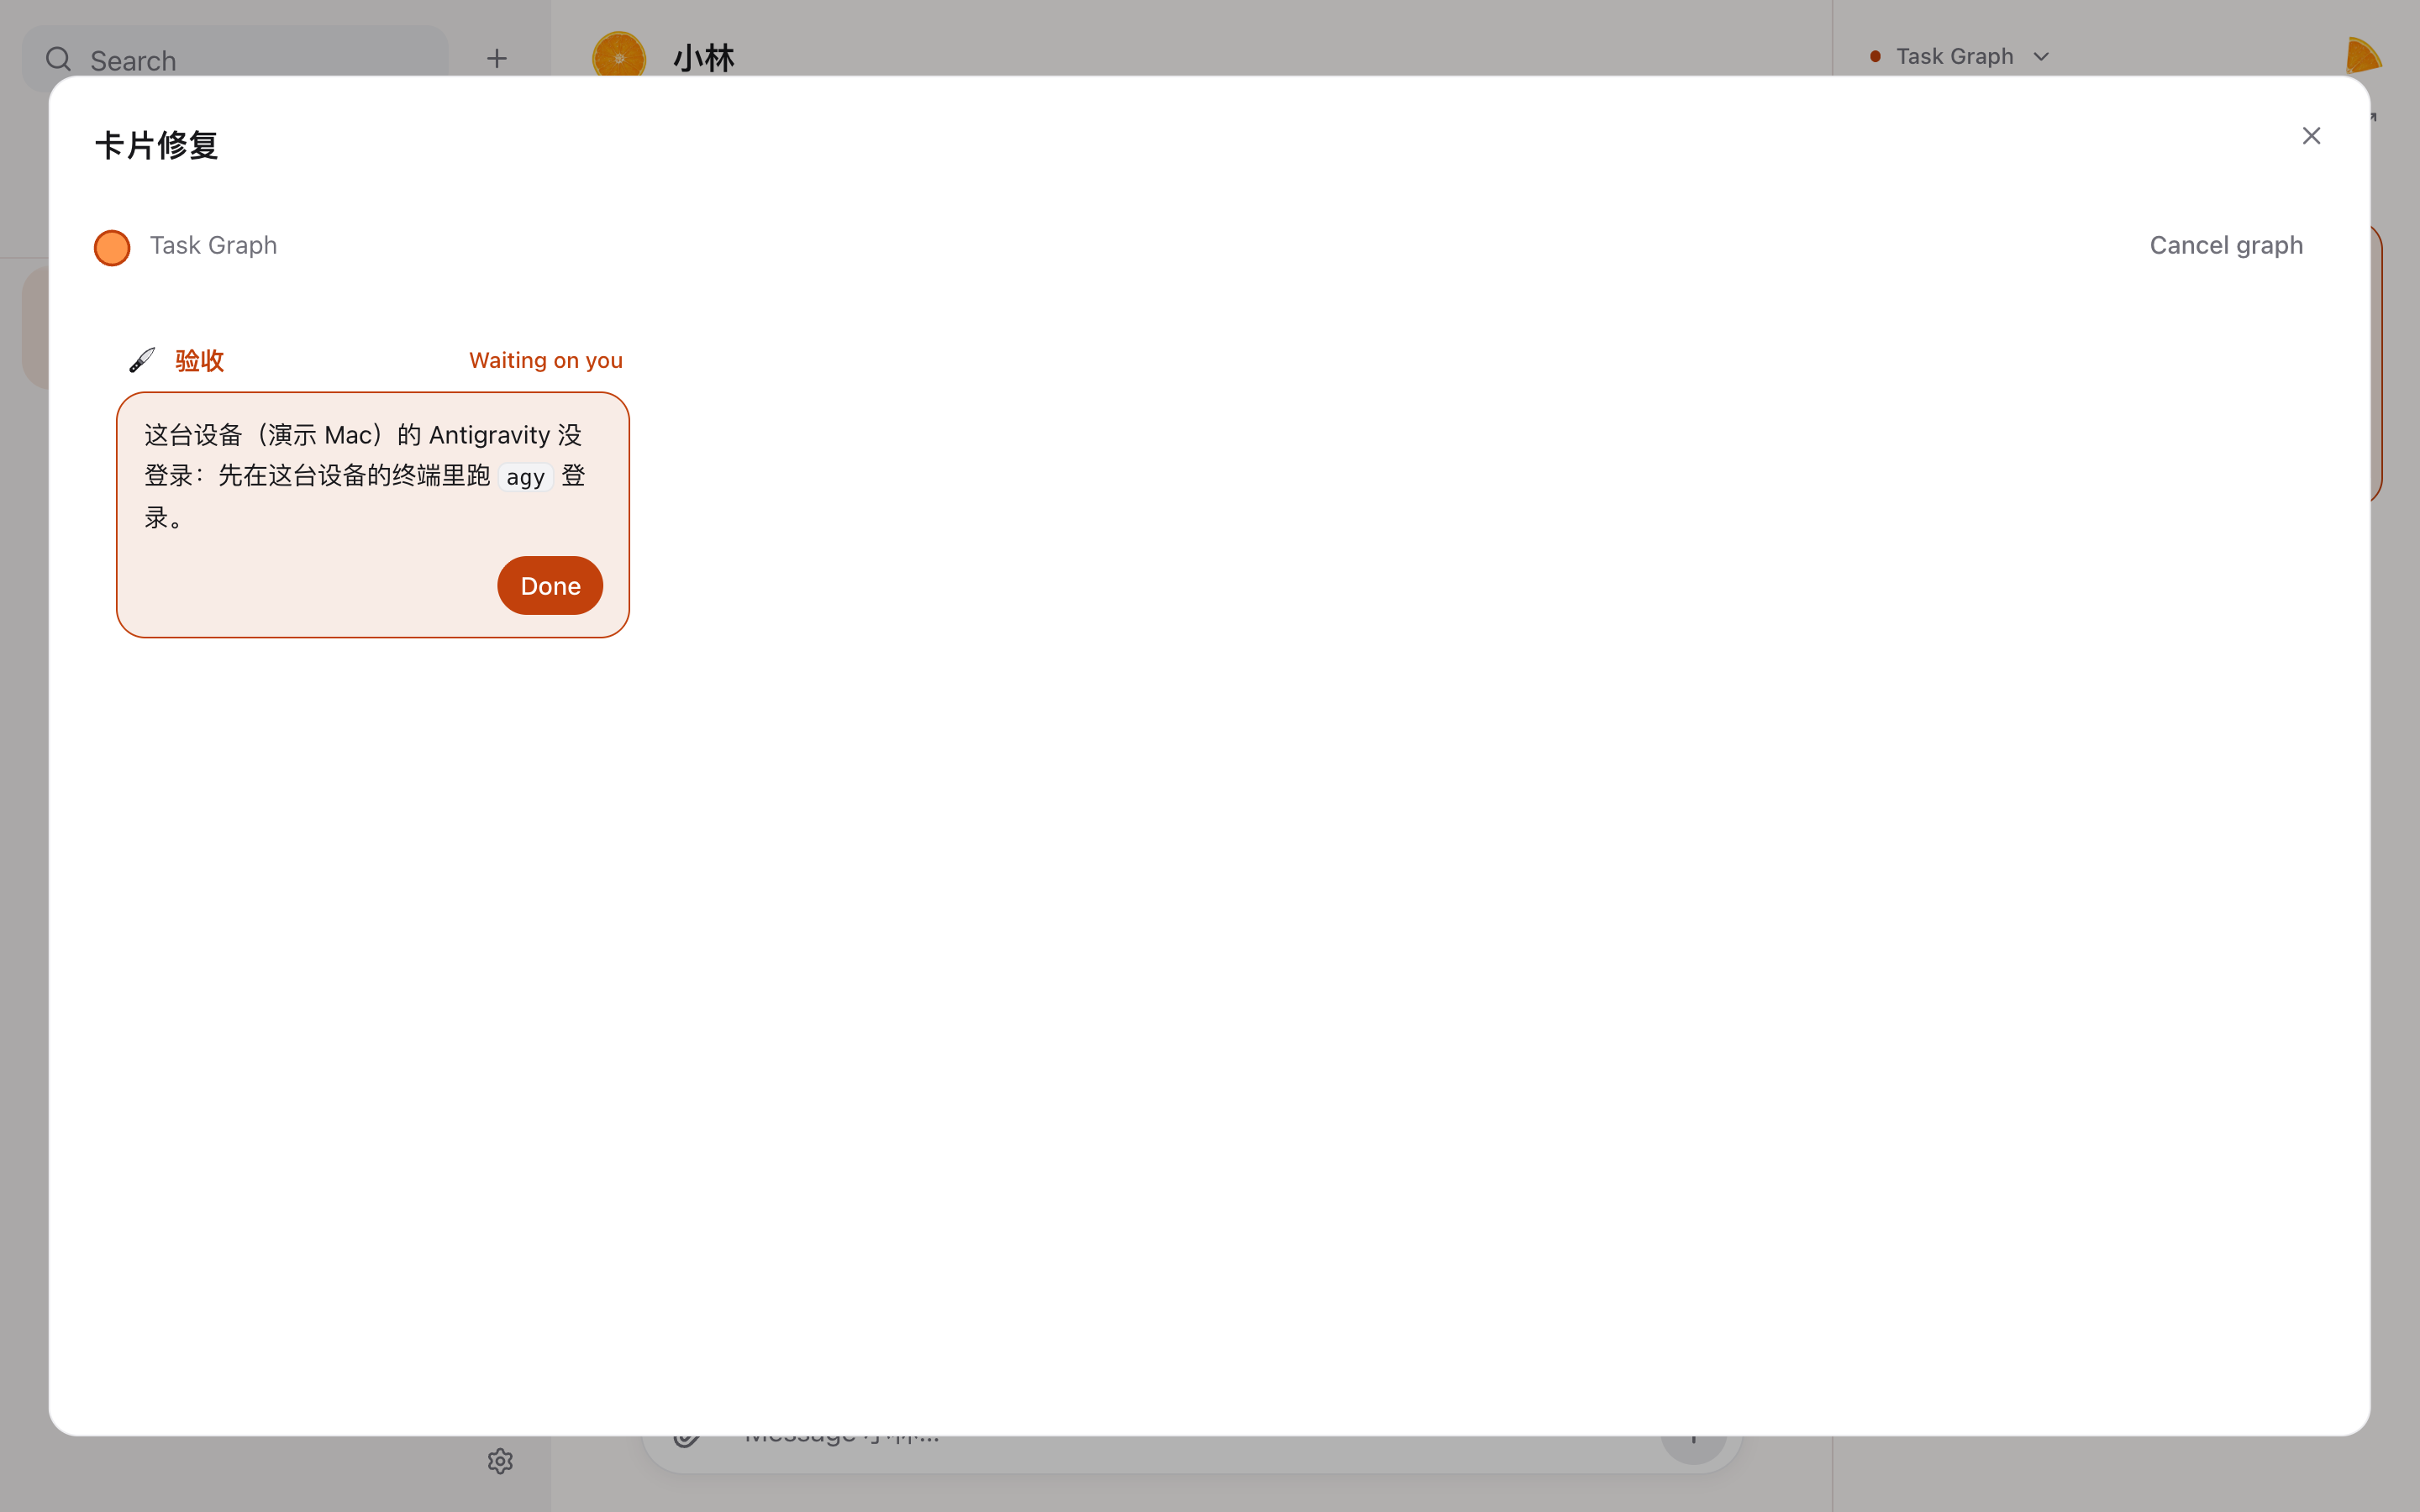 Search
小林
Task Graph
卡片修复
Task Graph
Cancel graph
验收
Waiting on you
这台设备（演示 Mac）的 Antigravity 没
登录：先在这台设备的终端里跑 agy 登
录。
Done
Message